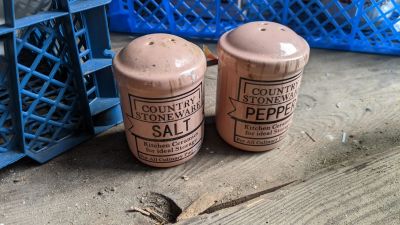 COUNTRY
STONEWARE
SALT
Kitchen Ceramics
for ideal Storage
For All Culinary
COUNTRY
STONEWARE
PEPPER
Kitchen Ceramics
for ideal Storage
For All Culinary